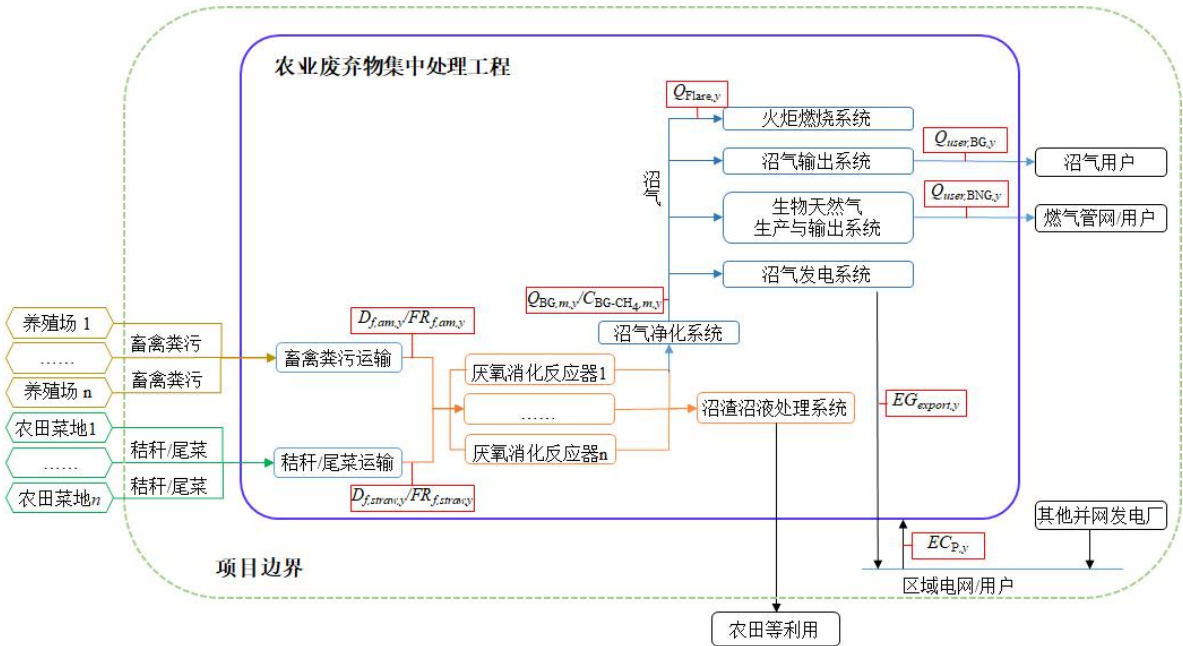 农业废弃物集中处理工程
Q_Flare,y
火炬燃烧系统
沼气
沼气输出系统
Q_user,BG,y
沼气用户
生物天然气
生产与输出系统
Q_user,BNG,y
燃气管网/用户
沼气发电系统
Q_BG,m,y/C_BG-CH4,m,y
沼气净化系统
养殖场 1
……
养殖场 n
畜禽粪污
畜禽粪污
畜禽粪污运输
D_f,am,y/FR_f,am,y
农田菜地1
……
农田菜地n
秸秆/尾菜
秸秆/尾菜
秸秆/尾菜运输
D_f,straw,y/FR_f,straw,y
厌氧消化反应器1
……
厌氧消化反应器n
沼渣沼液处理系统
EG_export,y
EC_P,y
其他并网发电厂
区域电网/用户
项目边界
农田等利用